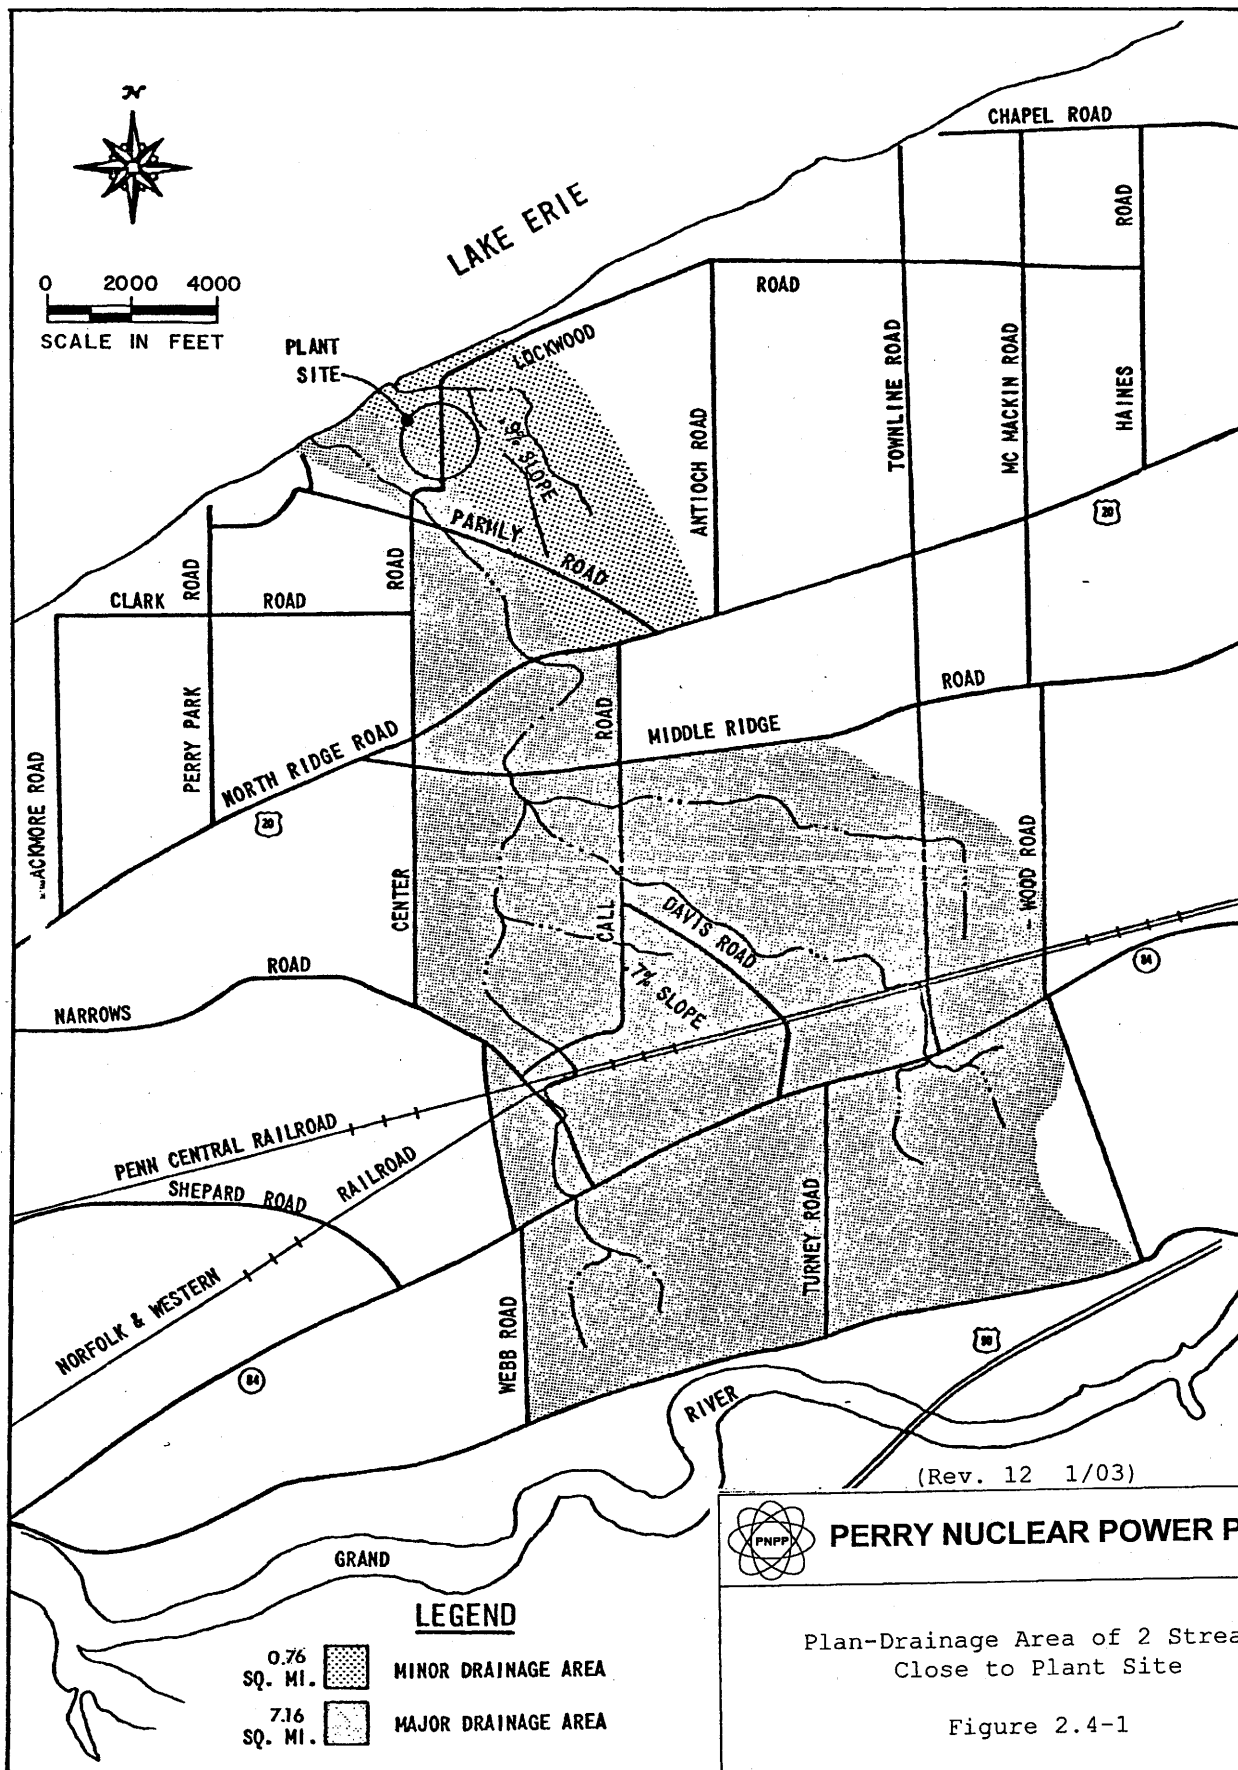 N
CHAPEL ROAD
LAKE ERIE
ROAD
0 2000 4000
SCALE IN FEET
ROAD
PLANT
SITE
LOCKWOOD
TOWNLINE ROAD
MC MACKIN ROAD
HAINES
ANTIOCH ROAD
SLOPE
20
PARMLY
ROAD
ROAD
ROAD
CLARK
ROAD
ROAD
ROAD
MIDDLE RIDGE
PERRY PARK
NORTH RIDGE ROAD
20
ACKMORE ROAD
CENTER
CALL
WOOD ROAD
DAVIS ROAD
84
ROAD
.7% SLOPE
NARROWS
PENN CENTRAL RAILROAD
RAILROAD
SHEPARD ROAD
TURNEY ROAD
NORFOLK & WESTERN
WEBB ROAD
84
RIVER
(Rev. 12 1/03)
PNPP
PERRY NUCLEAR POWER P
GRAND
LEGEND
0.76
SQ. MI.
MINOR DRAINAGE AREA
7.16
SQ. MI.
MAJOR DRAINAGE AREA
Plan-Drainage Area of 2 Strea
Close to Plant Site
Figure 2.4-1